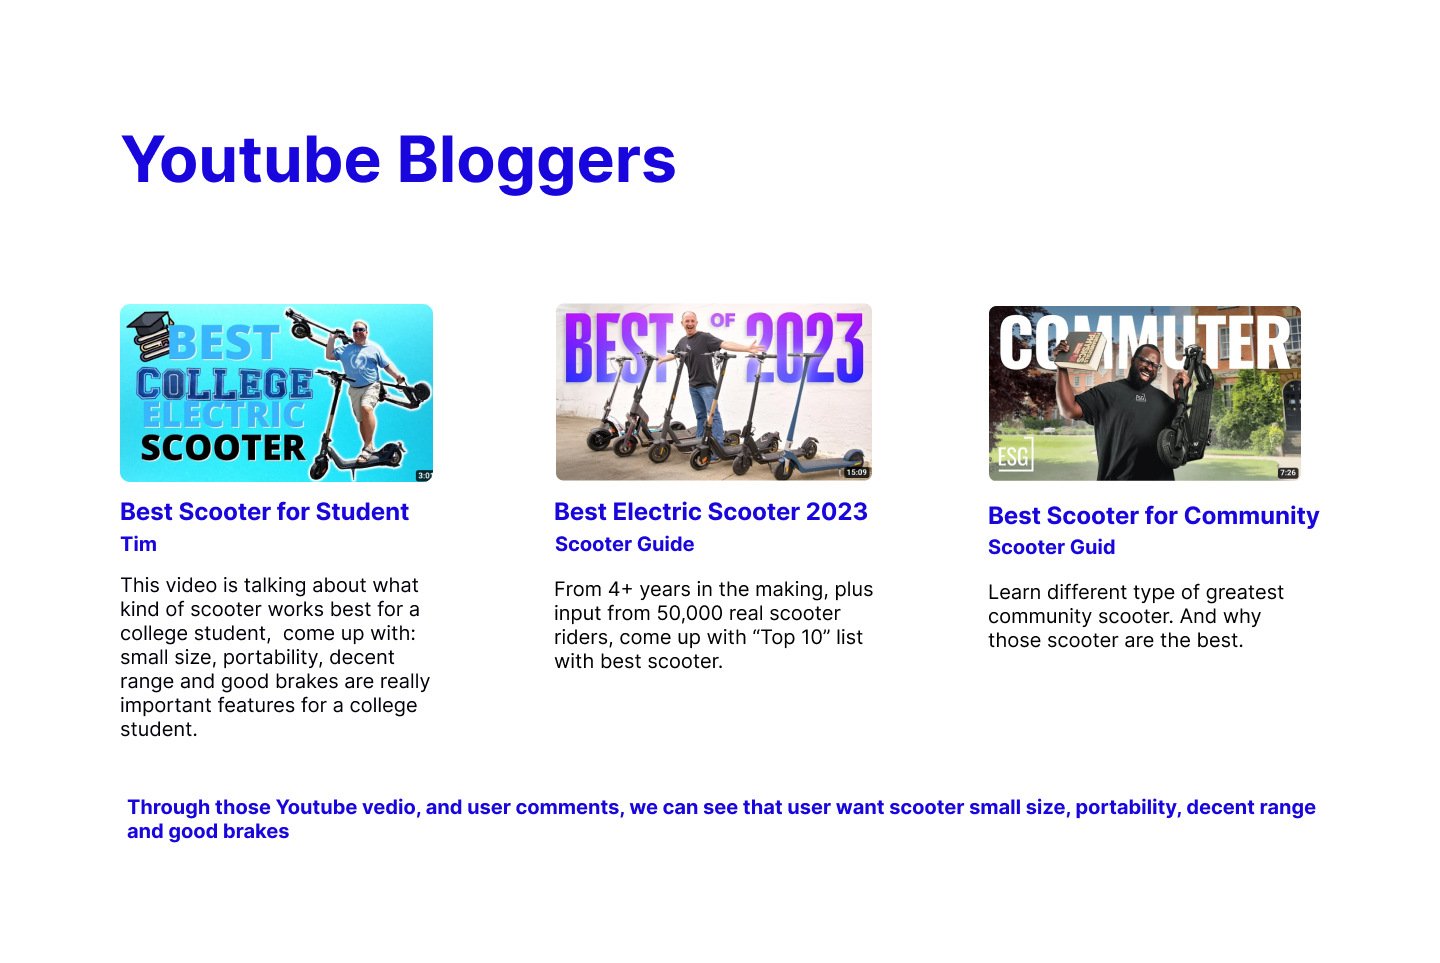 Youtube Bloggers
BEST
COLLEGE
ELECTRIC
SCOOTER
3:01
Best Scooter for Student
Tim
This video is talking about what
kind of scooter works best for a
college student,  come up with:
small size, portability, decent
range and good brakes are really
important features for a college
student.
BEST OF 2023
15:09
Best Electric Scooter 2023
Scooter Guide
From 4+ years in the making, plus
input from 50,000 real scooter
riders, come up with “Top 10” list
with best scooter.
COMMUTER
ESG
ESG
7:26
Best Scooter for Community
Scooter Guid
Learn different type of greatest
community scooter. And why
those scooter are the best.
Through those Youtube vedio, and user comments, we can see that user want scooter small size, portability, decent range
and good brakes